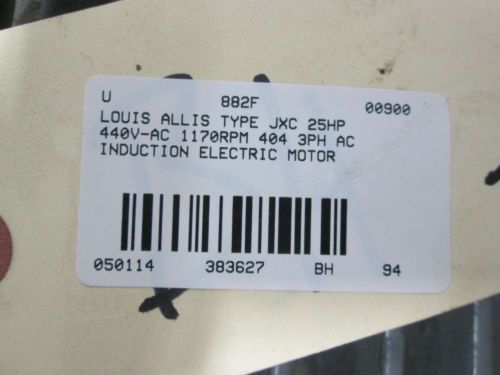 U 882F 00900
LOUIS ALLIS TYPE JXC 25HP
440V-AC 1170RPM 404 3PH AC
INDUCTION ELECTRIC MOTOR
050114 383627 BH 94